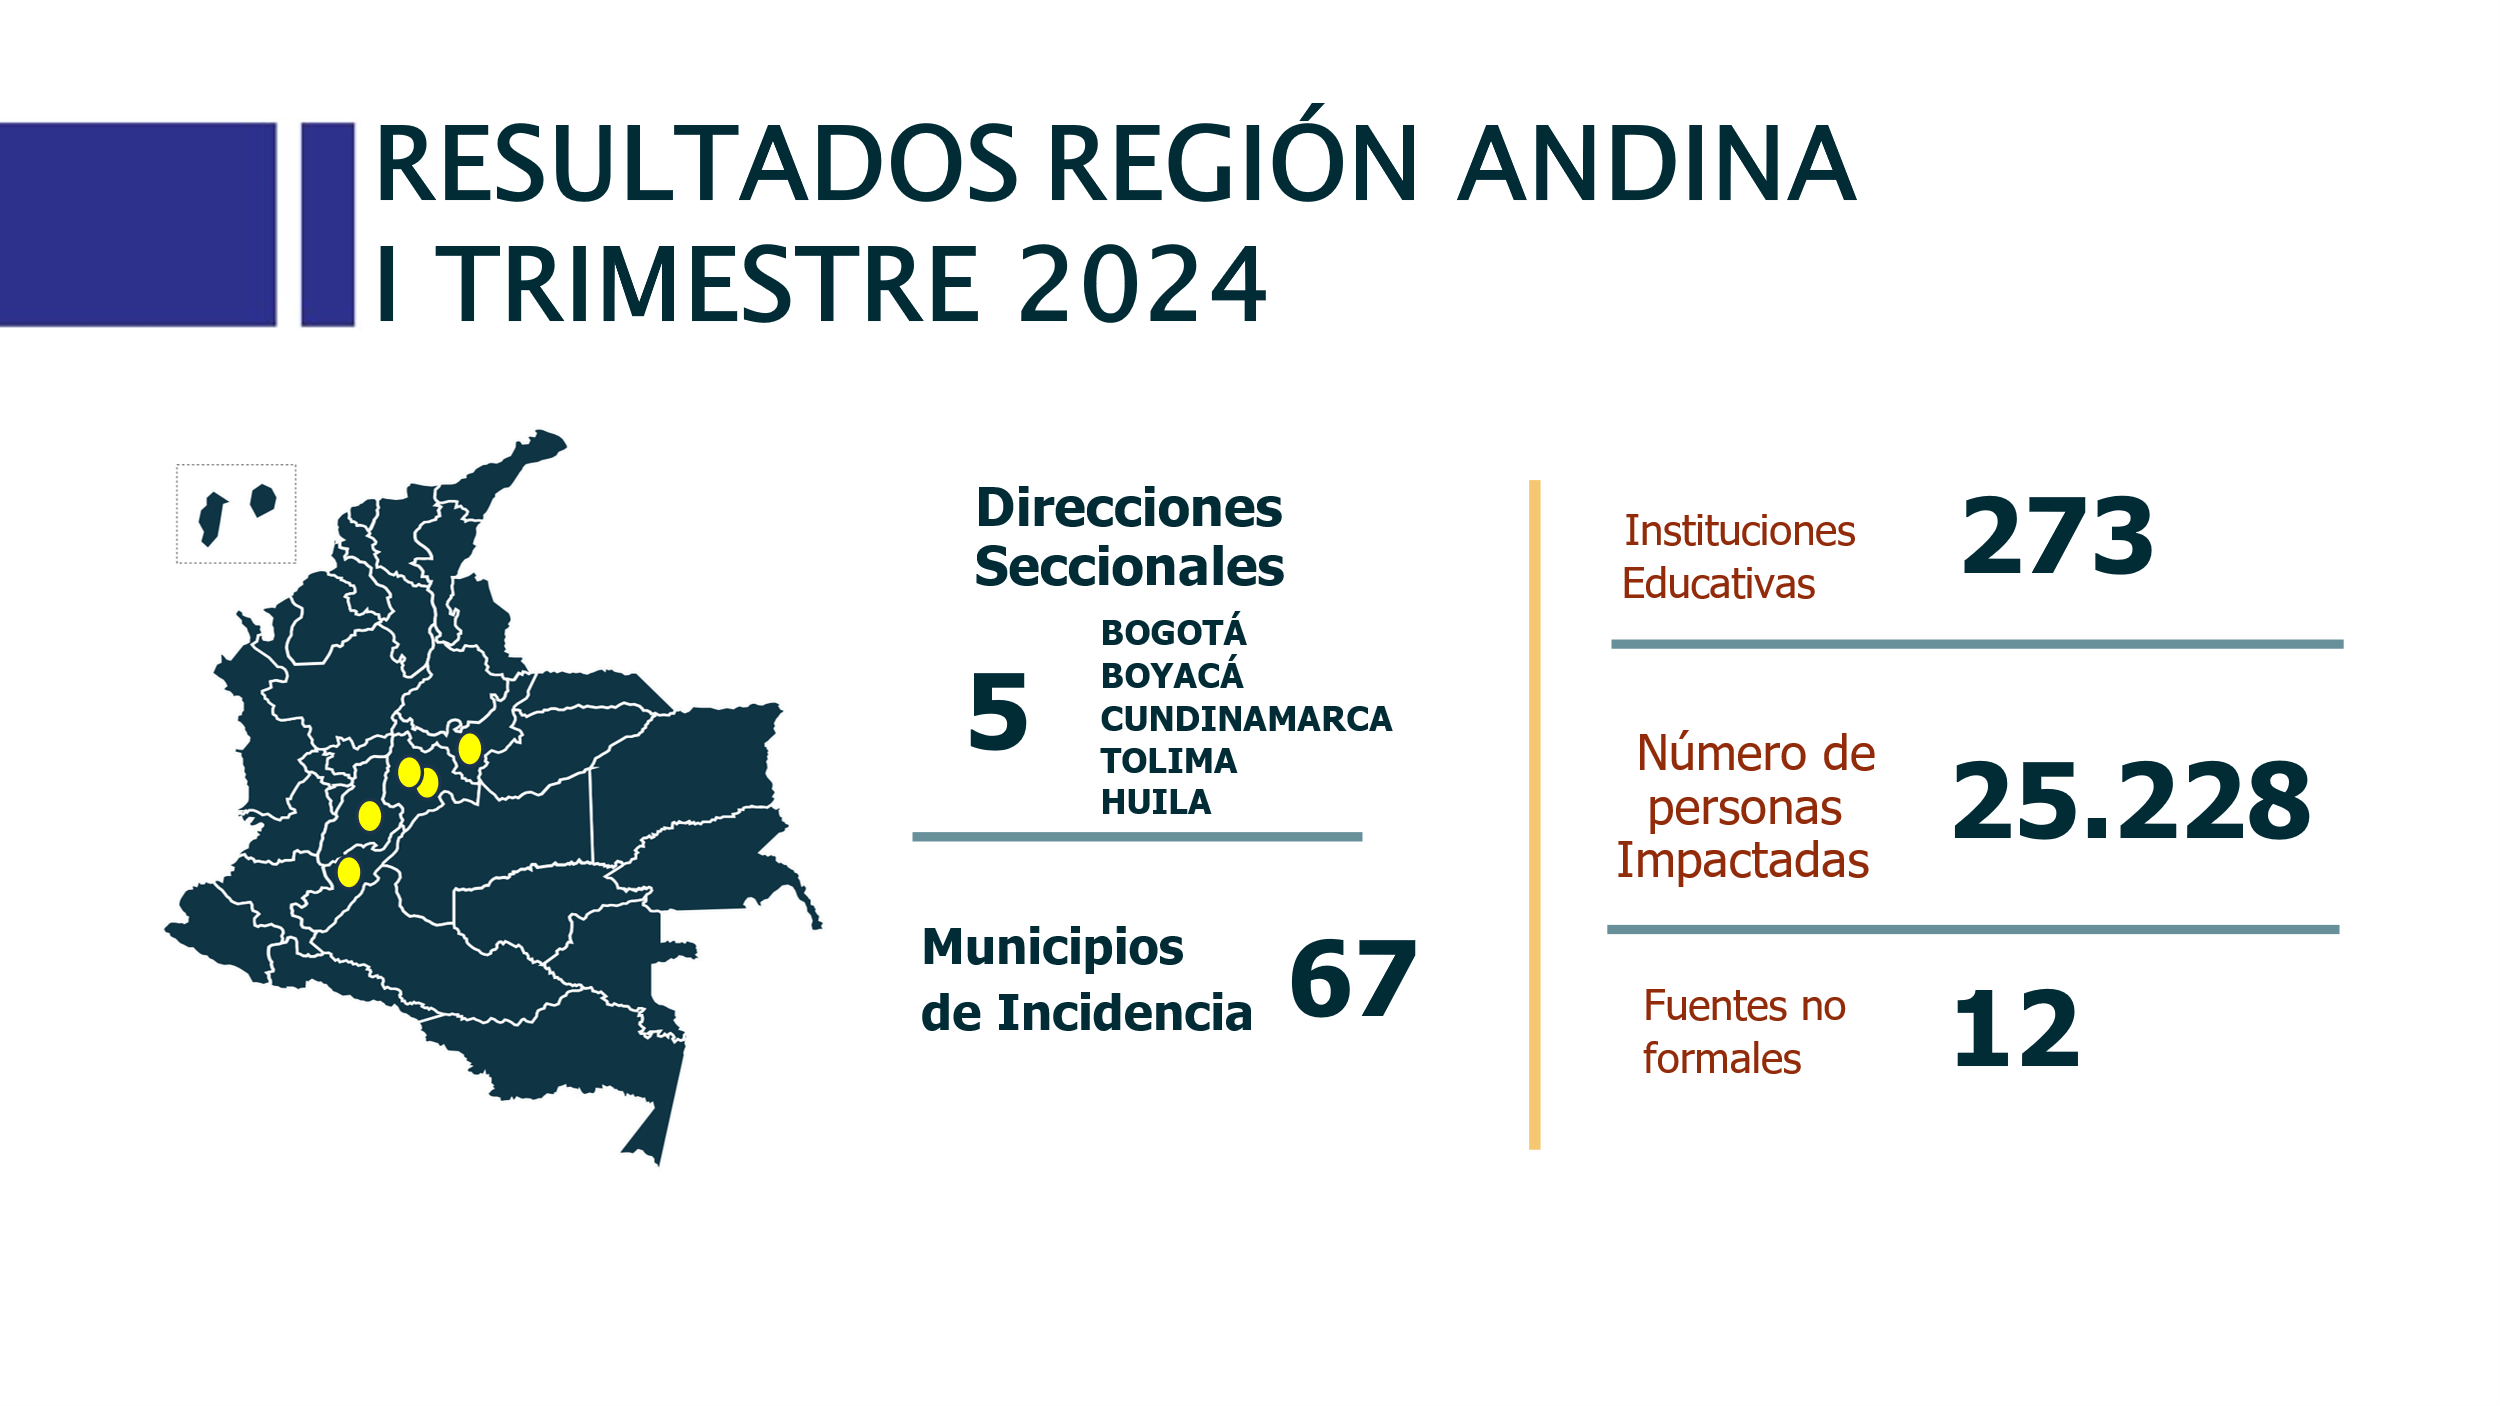 RESULTADOS REGIÓN ANDINA
I TRIMESTRE 2024
Direcciones
Seccionales
5
BOGOTÁ
BOYACÁ
CUNDINAMARCA
TOLIMA
HUILA
Municipios
de Incidencia
67
Instituciones
Educativas
273
Número de
personas
Impactadas
25.228
Fuentes no
formales
12